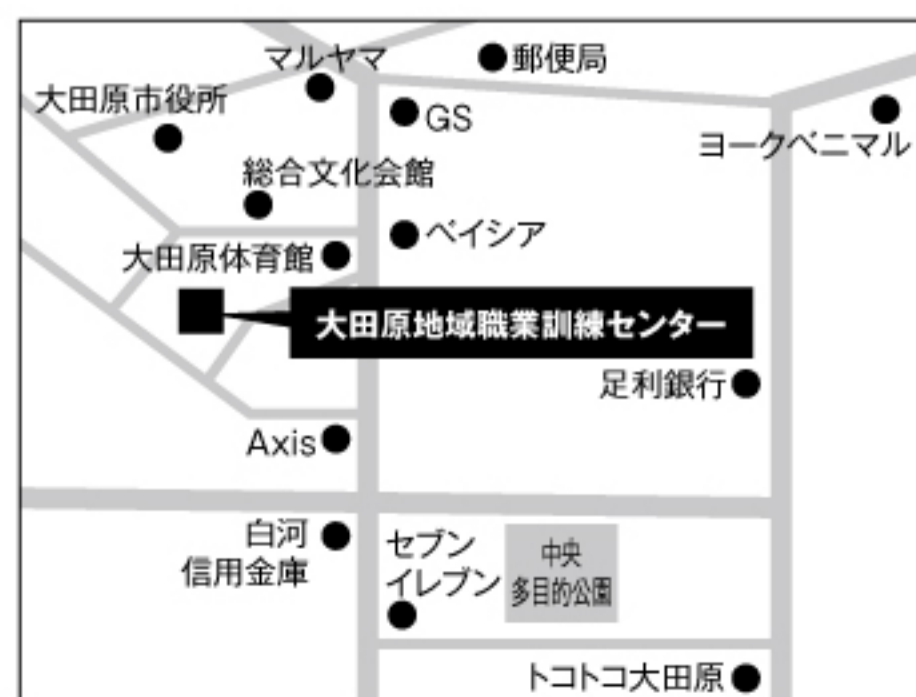 マルヤマ
郵便局
大田原市役所
GS
ヨークベニマル
総合文化会館
ベイシア
大田原体育館
大田原地域職業訓練センター
足利銀行
Axis
白河
信用金庫
セブン
イレブン
中央
多目的公園
トコトコ大田原